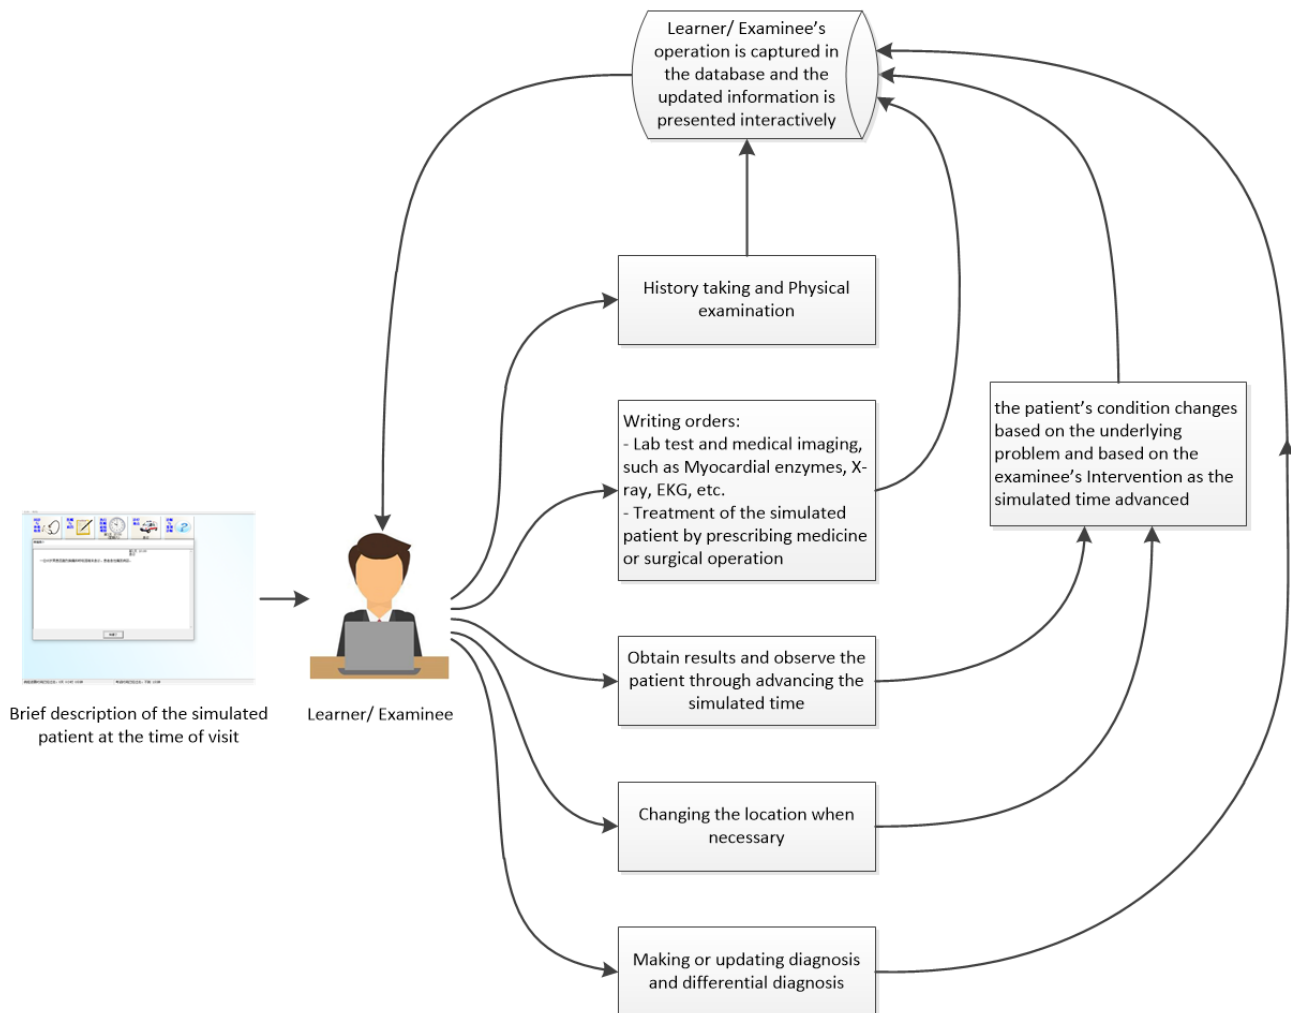 Learner/ Examinee’s
operation is captured in
the database and the
updated information is
presented interactively
History taking and Physical
examination
Writing orders:
- Lab test and medical imaging,
such as Myocardial enzymes, X-
ray, EKG, etc.
- Treatment of the simulated
patient by prescribing medicine
or surgical operation
the patient’s condition changes
based on the underlying
problem and based on the
examinee’s Intervention as the
simulated time advanced
Obtain results and observe the
patient through advancing the
simulated time
Brief description of the simulated
patient at the time of visit
Learner/ Examinee
Changing the location when
necessary
Making or updating diagnosis
and differential diagnosis